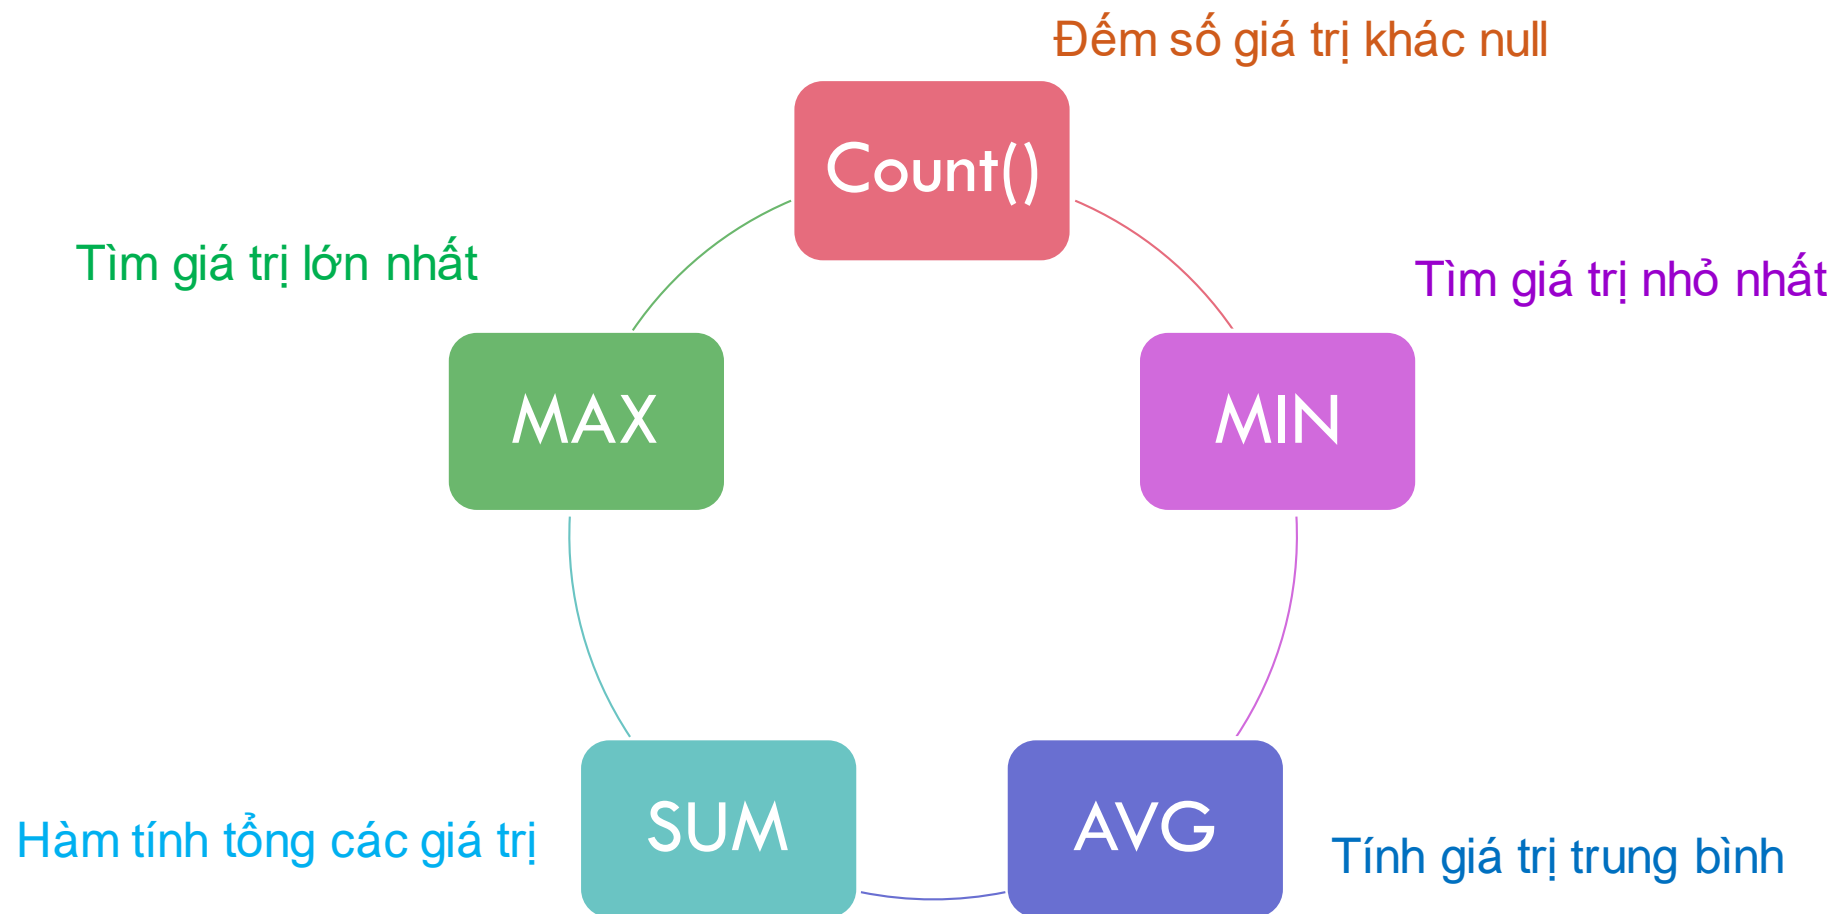 Đếm số giá trị khác null
Count()
Tìm giá trị lớn nhất
Tìm giá trị nhỏ nhất
MAX
MIN
SUM
AVG
Hàm tính tổng các giá trị
Tính giá trị trung bình